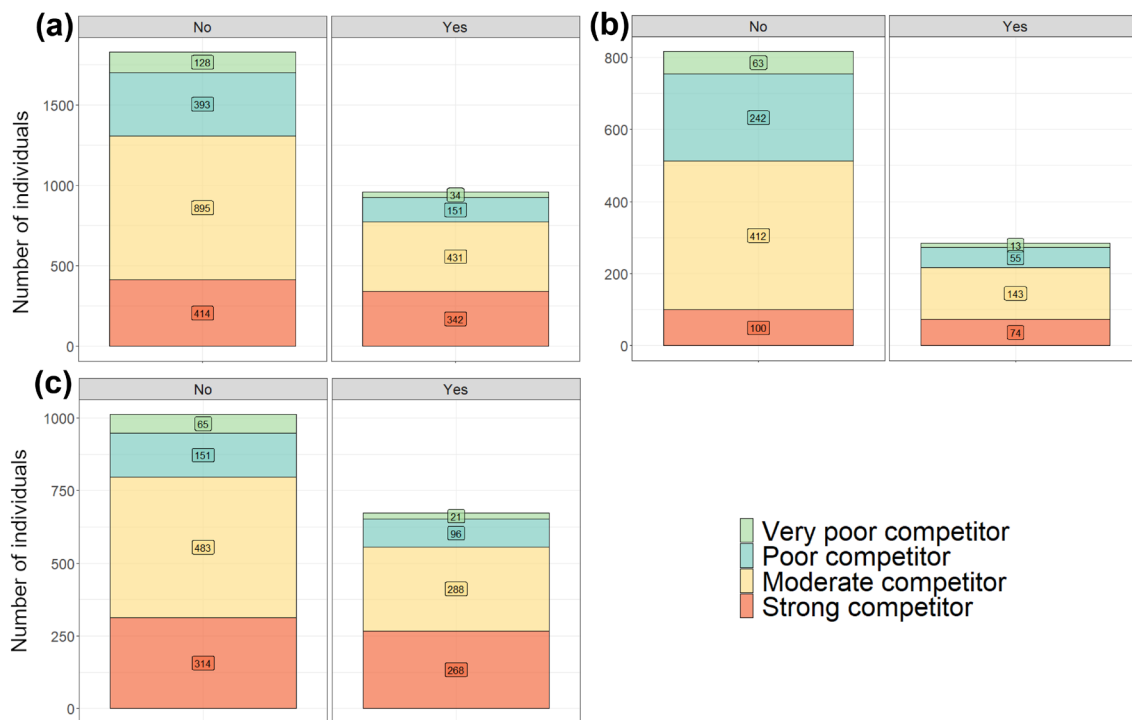 (a)
No
Yes
Number of individuals
1500
1000
500
0
128
393
895
414
34
151
431
342
(b)
No
Yes
800
600
400
200
0
63
242
412
100
13
55
143
74
(c)
No
Yes
Number of individuals
1000
750
500
250
0
65
151
483
314
21
96
288
268
Very poor competitor
Poor competitor
Moderate competitor
Strong competitor